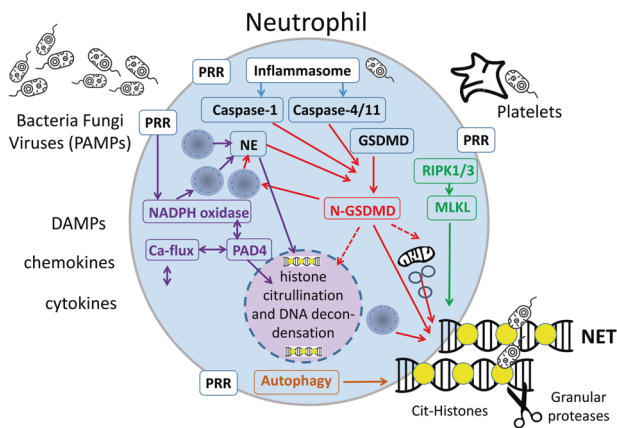 Neutrophil
PRR
Inflammasome
Caspase-1
Caspase-4/11
Platelets
Bacteria Fungi
Viruses (PAMPs)
PRR
NE
GSDMD
PRR
RIPK1/3
NADPH oxidase
N-GSDMD
MLKL
DAMPs
chemokines
cytokines
Ca-flux
PAD4
histone
citrullination
and DNA decon-
densation
NET
PRR
Autophagy
Cit-Histones
Granular
proteases